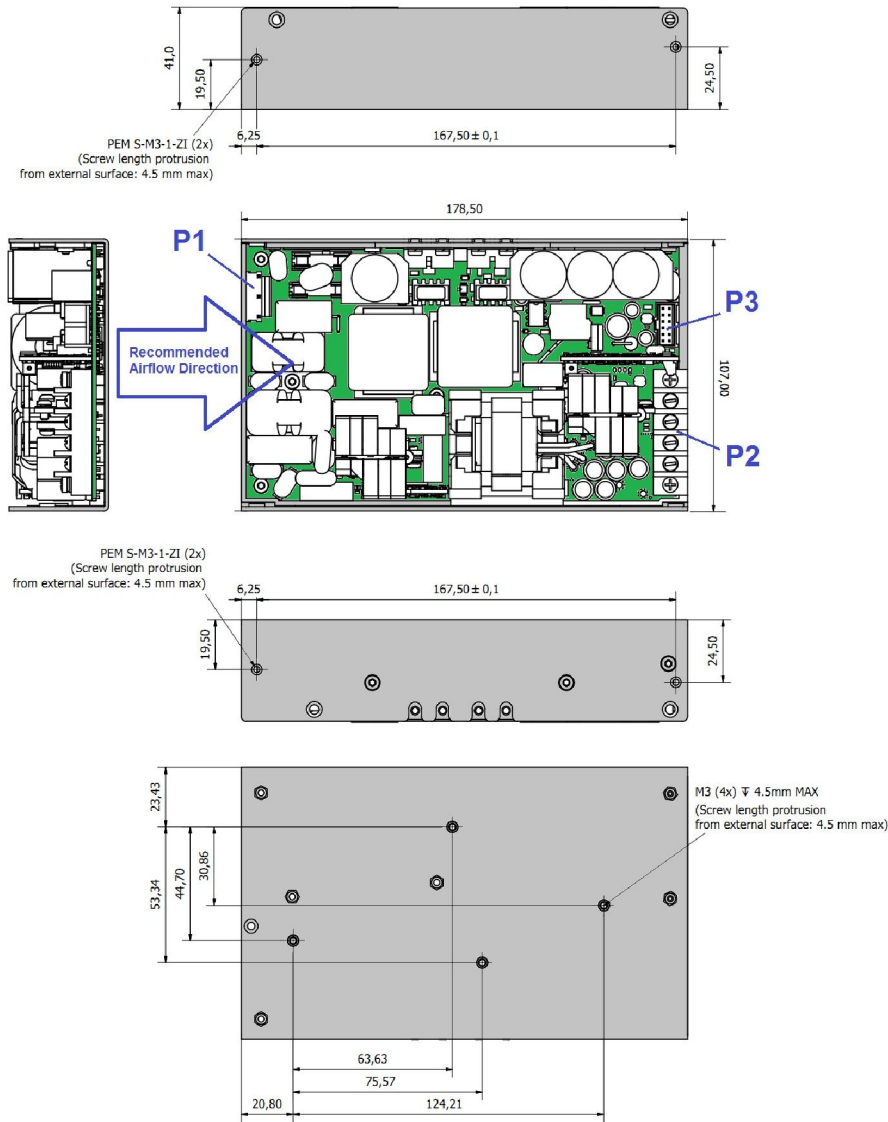 41,0
19,50
24,50
6,25
167,50 ± 0,1
PEM S-M3-1-ZI (2x)
(Screw length protrusion
from external surface: 4.5 mm max)
178,50
P1
P3
Recommended
Airflow Direction
107,00
P2
PEM S-M3-1-ZI (2x)
(Screw length protrusion
from external surface: 4.5 mm max)
6,25
167,50 ± 0,1
19,50
24,50
23,43
M3 (4x) ↧ 4.5mm MAX
(Screw length protrusion
from external surface: 4.5 mm max)
53,34
44,70
30,86
63,63
75,57
20,80
124,21